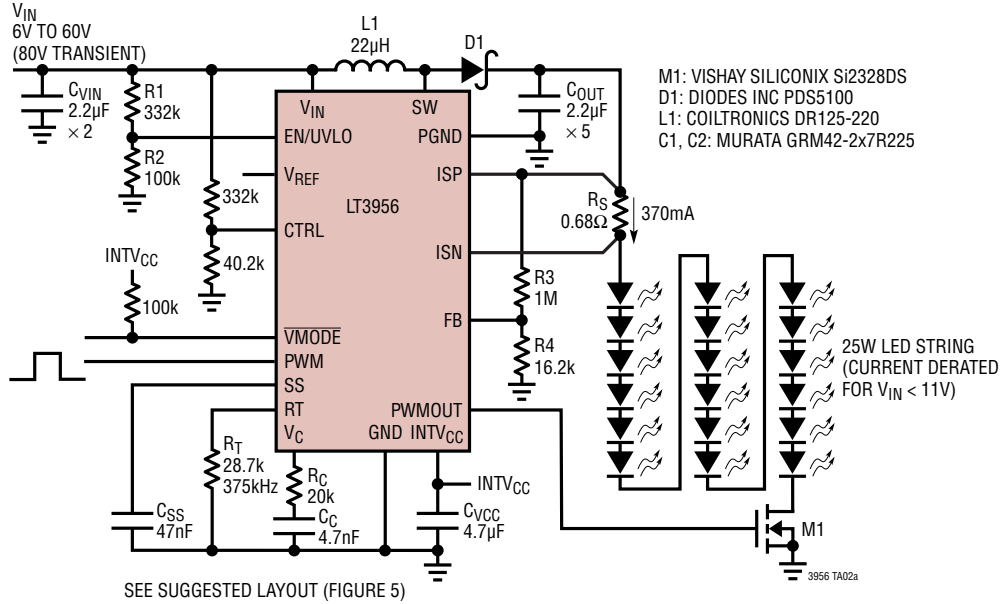 VIN
6V TO 60V
(80V TRANSIENT)
L1
22µH
D1
CVIN
2.2µF
× 2
R1
332k
R2
100k
332k
40.2k
INTVCC
100k
VIN
SW
EN/UVLO
PGND
VREF
ISP
LT3956
CTRL
ISN
FB
VMODE
PWM
SS
RT
VC
PWMOUT
GND INTVCC
COUT
2.2µF
× 5
M1: VISHAY SILICONIX Si2328DS
D1: DIODES INC PDS5100
L1: COILTRONICS DR125-220
C1, C2: MURATA GRM42-2x7R225
RS
0.68Ω
370mA
R3
1M
R4
16.2k
25W LED STRING
(CURRENT DERATED
FOR VIN < 11V)
RT
28.7k
375kHz
RC
20k
CC
4.7nF
CSS
47nF
INTVCC
CVCC
4.7µF
M1
3956 TA02a
SEE SUGGESTED LAYOUT (FIGURE 5)